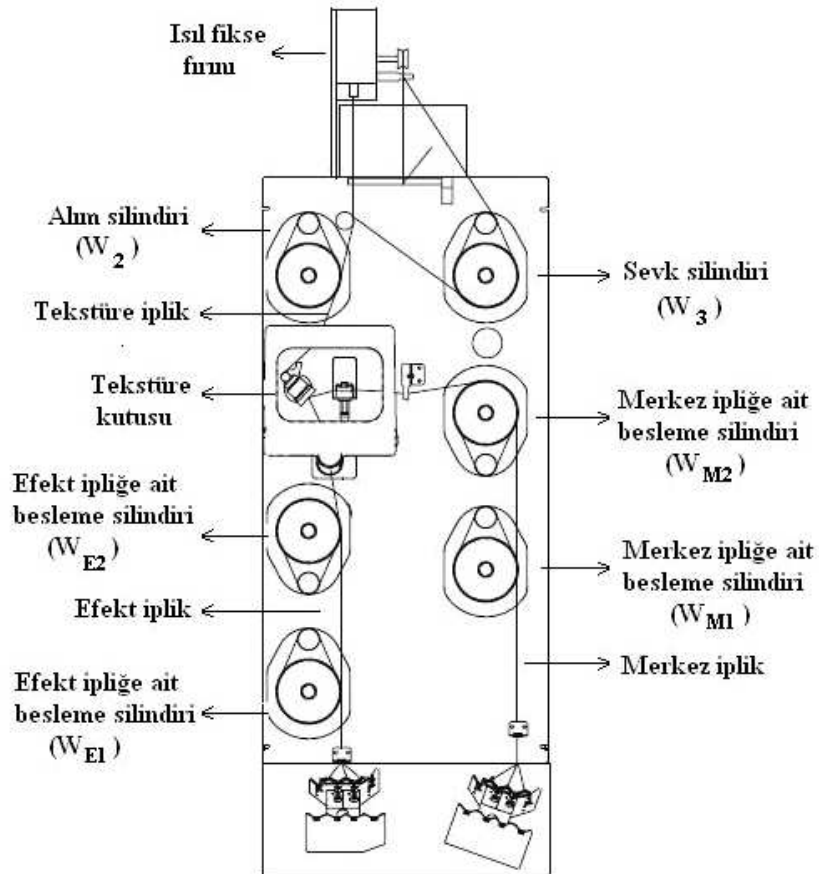 Isıl fikse
fırını
Alım silindiri
(W2)
Tekstüre iplik
Tekstüre
kutusu
Efekt ipliğe ait
besleme silindiri
(WE2)
Efekt iplik
Efekt ipliğe ait
besleme silindiri
(WE1)
Sevk silindiri
(W3)
Merkez ipliğe ait
besleme silindiri
(WM2)
Merkez ipliğe ait
besleme silindiri
(WM1)
Merkez iplik